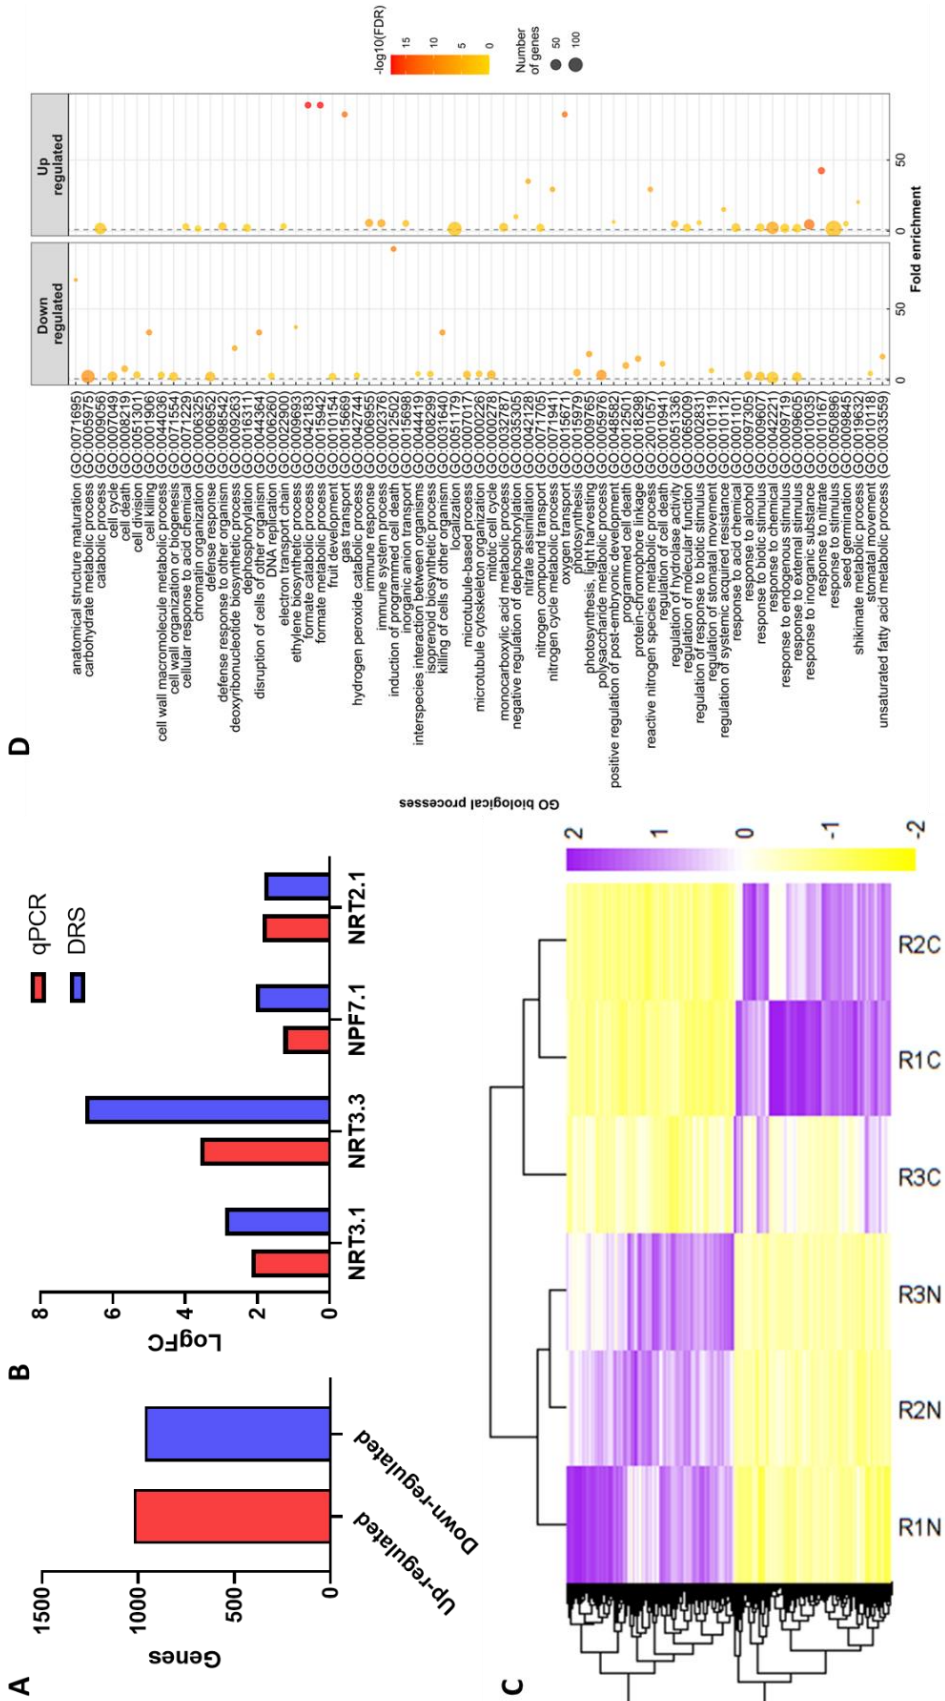 A
Genes
1500
1000
500
0
Up-regulated
Down-regulated
B
LogFC
8
6
4
2
0
NRT3.1
NRT3.3
NPF7.1
NRT2.1
qPCR
DRS
C
R1N
R2N
R3N
R3C
R1C
R2C
2
1
0
-1
-2
D
GO biological processes
Down
regulated
Up
regulated
anatomical structure maturation (GO:0071695)
carbohydrate metabolic process (GO:0005975)
catabolic process (GO:0009056)
cell cycle (GO:0007049)
cell death (GO:0008219)
cell division (GO:0051301)
cell killing (GO:0001906)
cell wall macromolecule metabolic process (GO:0044036)
cell wall organization or biogenesis (GO:0071554)
cellular response to acid chemical (GO:0071229)
chromatin organization (GO:0006325)
defense response (GO:0006952)
defense response to other organism (GO:0098542)
deoxyribonucleotide biosynthetic process (GO:0009263)
dephosphorylation (GO:0016311)
disruption of cells of other organism (GO:0044364)
DNA replication (GO:0006260)
electron transport chain (GO:0022900)
ethylene biosynthetic process (GO:0009693)
formate catabolic process (GO:0042183)
formate metabolic process (GO:0015942)
fruit development (GO:0010154)
gas transport (GO:0015669)
hydrogen peroxide catabolic process (GO:0042744)
immune response (GO:0006955)
immune system process (GO:0002376)
induction of programmed cell death (GO:0012502)
inorganic anion transport (GO:0015698)
interspecies interaction between organisms (GO:0044419)
isoprenoid biosynthetic process (GO:0008299)
killing of cells of other organism (GO:0031640)
localization (GO:0051179)
microtubule-based process (GO:0007017)
microtubule cytoskeleton organization (GO:0000226)
mitotic cell cycle (GO:0000278)
monocarboxylic acid metabolic process (GO:0032787)
negative regulation of dephosphorylation (GO:0035305)
nitrate assimilation (GO:0042128)
nitrogen compound transport (GO:0071705)
nitrogen cycle metabolic process (GO:0071941)
oxygen transport (GO:0015671)
photosynthesis (GO:0015979)
photosynthesis, light harvesting (GO:0009765)
polysaccharide metabolic process (GO:0005976)
positive regulation of post-embryonic development (GO:0048582)
programmed cell death (GO:0012501)
protein-chromophore linkage (GO:0018298)
reactive nitrogen species metabolic process (GO:2001057)
regulation of cell death (GO:0010941)
regulation of hydrolase activity (GO:0051336)
regulation of molecular function (GO:0065009)
regulation of response to biotic stimulus (GO:0002831)
regulation of stomatal movement (GO:0010119)
regulation of systemic acquired resistance (GO:0010112)
response to acid chemical (GO:0001101)
response to alcohol (GO:0097305)
response to biotic stimulus (GO:0009607)
response to chemical (GO:0042221)
response to endogenous stimulus (GO:0009719)
response to external stimulus (GO:0009605)
response to inorganic substance (GO:0010035)
response to nitrate (GO:0010167)
response to stimulus (GO:0050896)
seed germination (GO:0009845)
shikimate metabolic process (GO:0019632)
stomatal movement (GO:0010118)
unsaturated fatty acid metabolic process (GO:0033559)
0
50
0
50
Fold enrichment
-log10(FDR)
15
10
5
0
Number
of genes
50
100